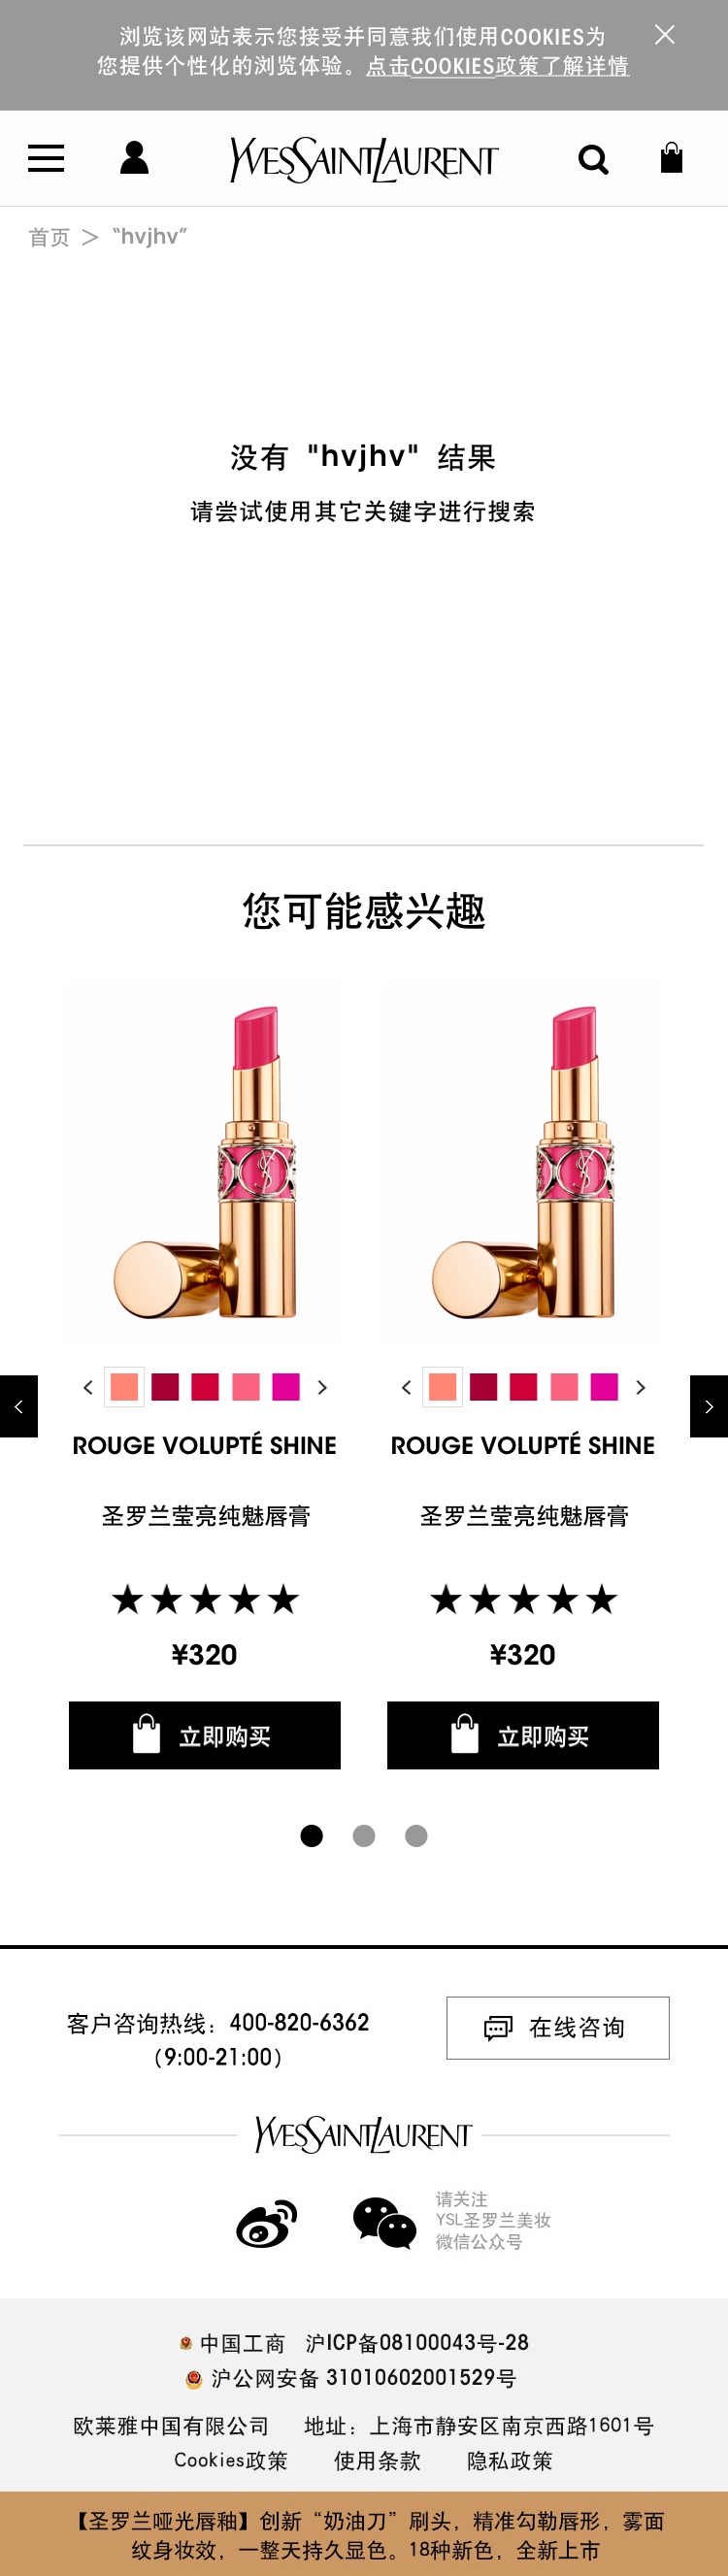 浏览该网站表示您接受并同意我们使用COOKIES为
您提供个性化的浏览体验。点击COOKIES政策了解详情
YVESSAINTLAURENT
首页 > “hvjhv”
没有 "hvjhv" 结果
请尝试使用其它关键字进行搜索
您可能感兴趣
ROUGE VOLUPTÉ SHINE
圣罗兰莹亮纯魅唇膏
¥320
立即购买
ROUGE VOLUPTÉ SHINE
圣罗兰莹亮纯魅唇膏
¥320
立即购买
客户咨询热线：400-820-6362
（9:00-21:00）
在线咨询
YVESSAINTLAURENT
请关注
YSL圣罗兰美妆
微信公众号
中国工商 沪ICP备08100043号-28
沪公网安备 31010602001529号
欧莱雅中国有限公司 地址：上海市静安区南京西路1601号
Cookies政策 使用条款 隐私政策
【圣罗兰哑光唇釉】创新“奶油刀”刷头，精准勾勒唇形，雾面
纹身妆效，一整天持久显色。18种新色，全新上市